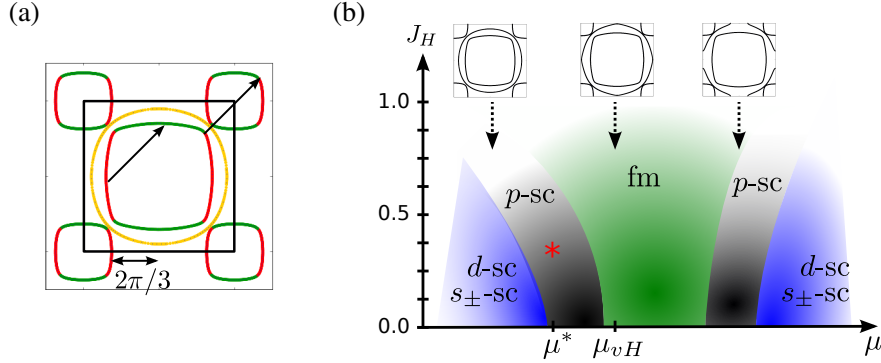 (a)
2π/3
(b)
J_H
1.0
0.5
0.0
p-sc
fm
p-sc
d-sc
s±-sc
*
d-sc
s±-sc
μ*
μ_vH
μ